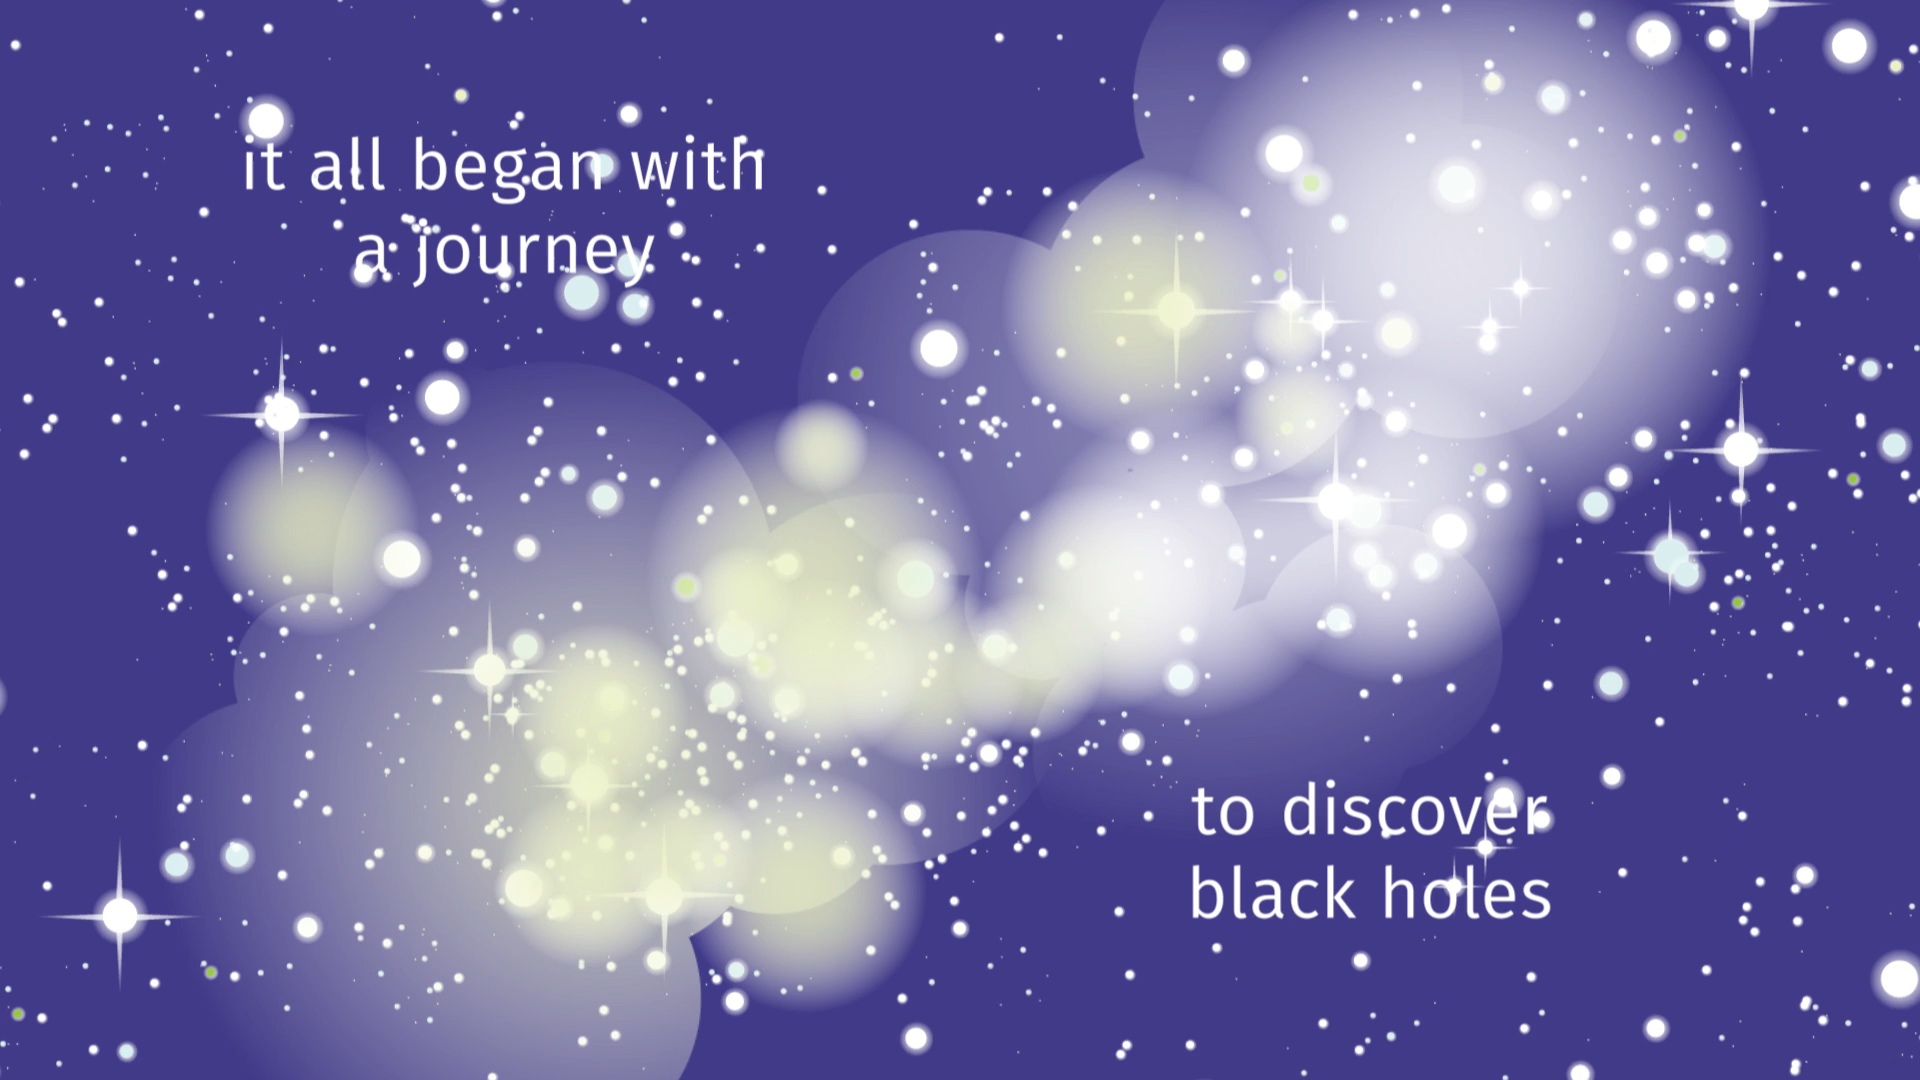 it all began with
a journey
to discover
black holes